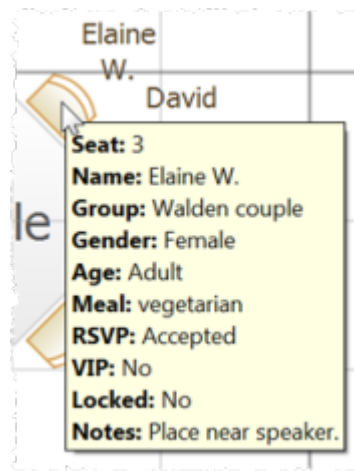 Elaine
W.
David
le
Seat: 3
Name: Elaine W.
Group: Walden couple
Gender: Female
Age: Adult
Meal: vegetarian
RSVP: Accepted
VIP: No
Locked: No
Notes: Place near speaker.